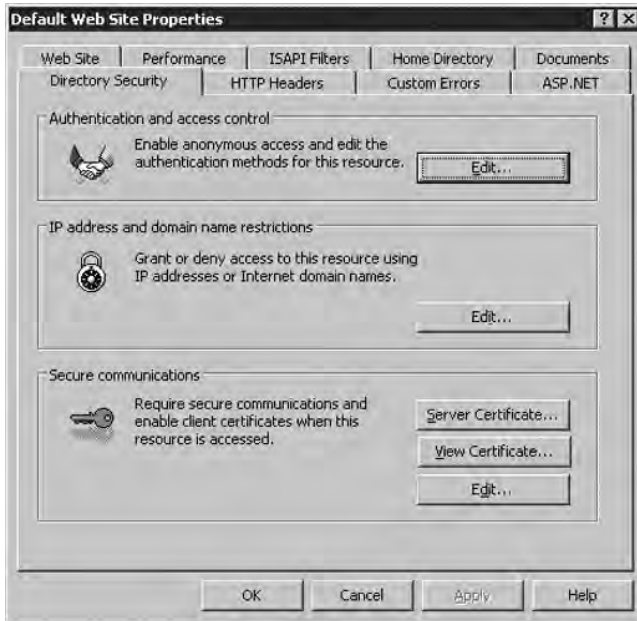 Default Web Site Properties
Web Site Performance ISAPI Filters Home Directory Documents
Directory Security HTTP Headers Custom Errors ASP.NET
Authentication and access control
Enable anonymous access and edit the
authentication methods for this resource.
Edit...
IP address and domain name restrictions
Grant or deny access to this resource using
IP addresses or Internet domain names.
Edit...
Secure communications
Require secure communications and
enable client certificates when this
resource is accessed.
Server Certificate...
View Certificate...
Edit...
OK Cancel Apply Help